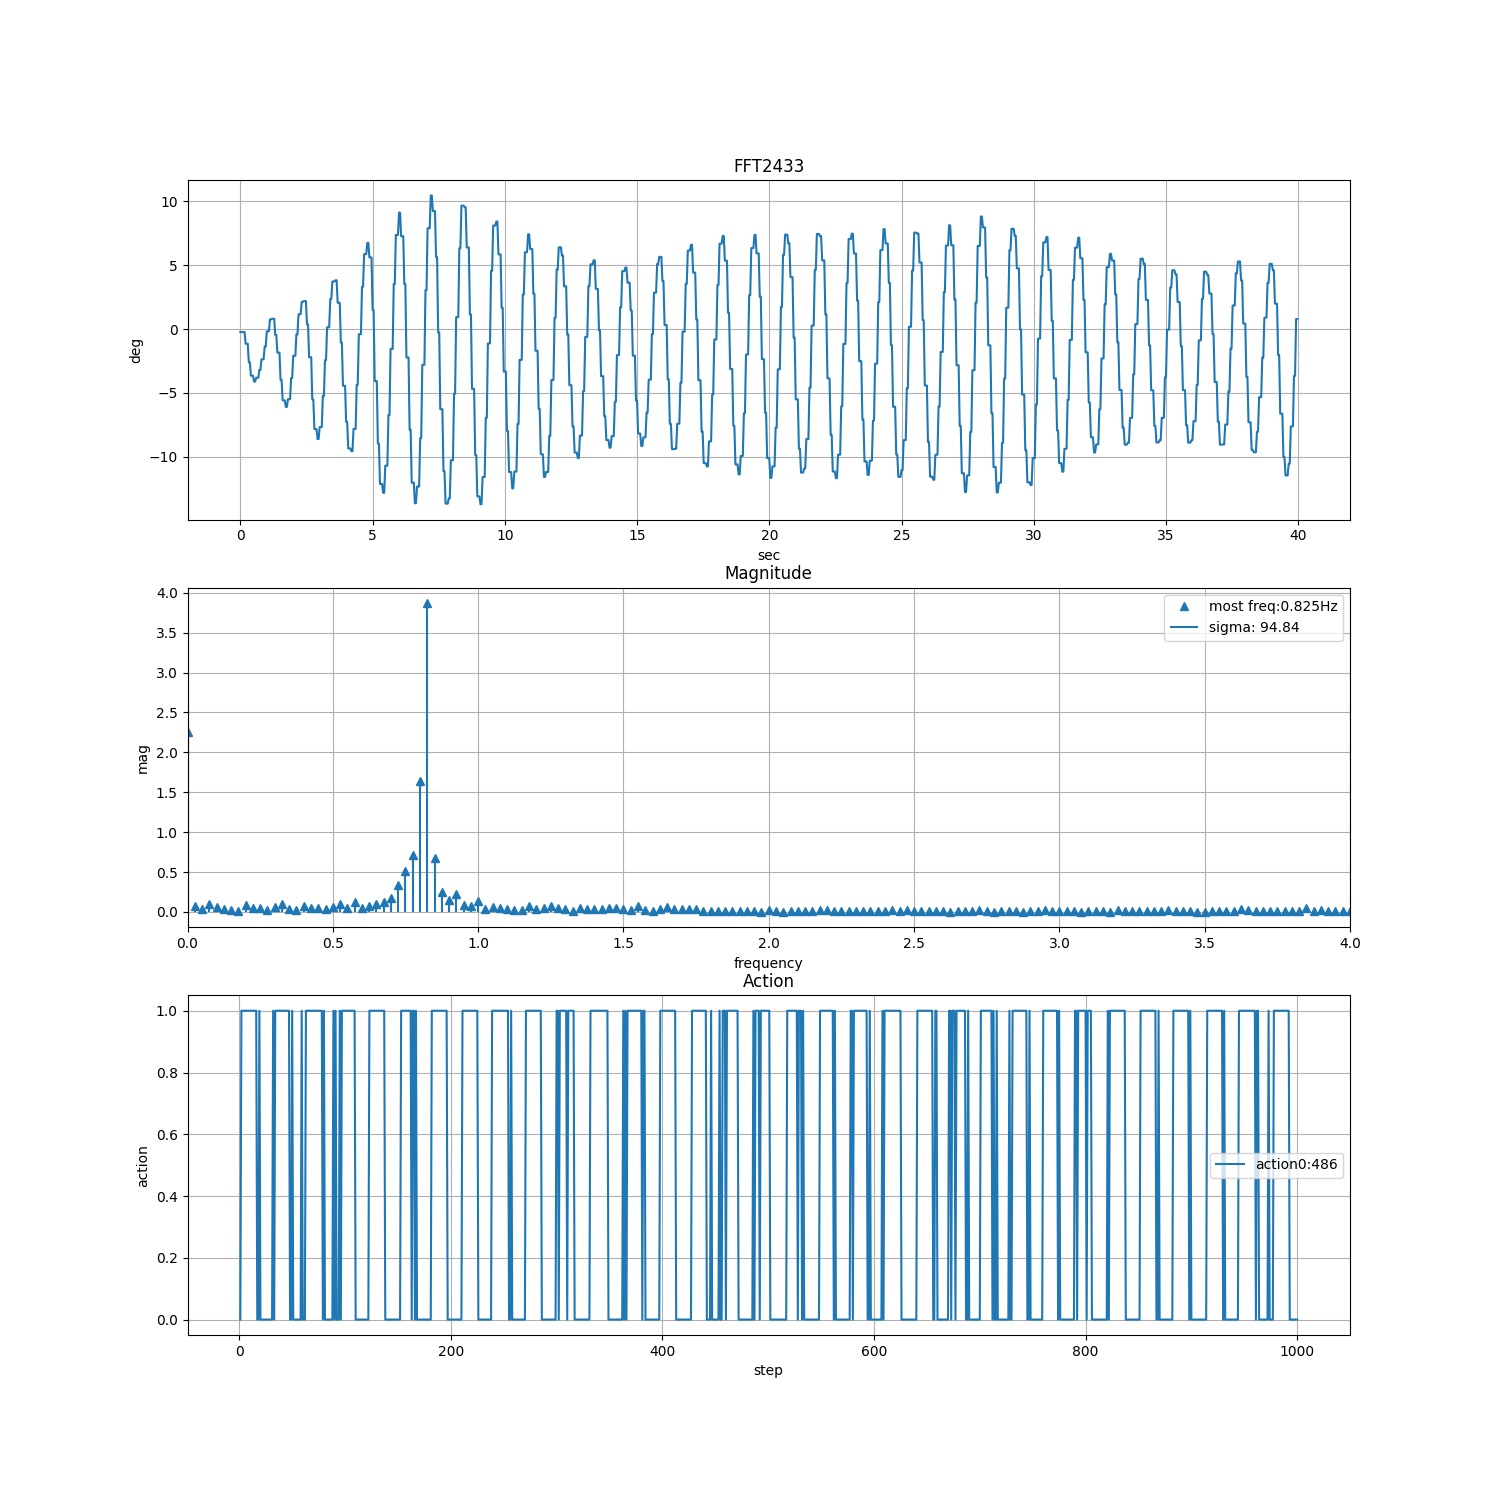 FFT2433
10
5
0
−5
−10
deg
0 5 10 15 20 25 30 35 40
sec
Magnitude
4.0
3.5
3.0
2.5
2.0
1.5
1.0
0.5
0.0
mag
most freq:0.825Hz
sigma: 94.84
0.0 0.5 1.0 1.5 2.0 2.5 3.0 3.5 4.0
frequency
Action
1.0
0.8
0.6
0.4
0.2
0.0
action
action0:486
0 200 400 600 800 1000
step